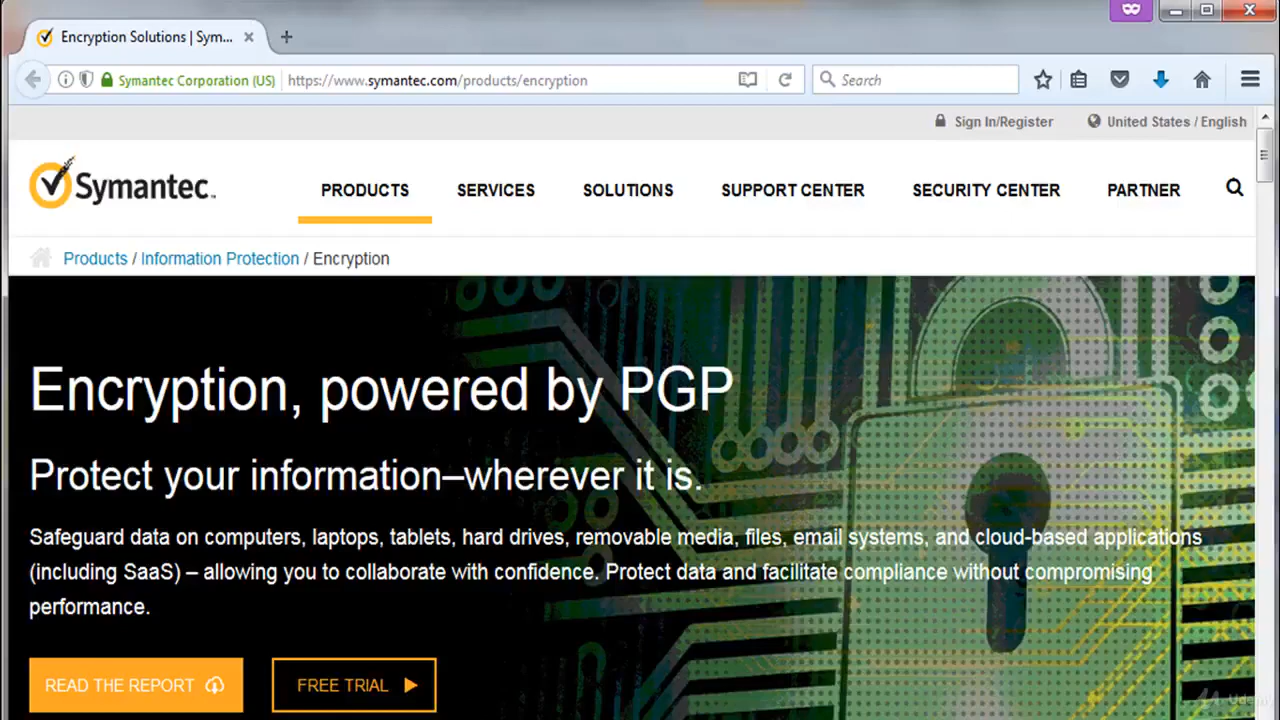 Encryption Solutions | Sym...
Symantec Corporation (US) https://www.symantec.com/products/encryption
Search
Sign In/Register United States / English
Symantec.
PRODUCTS SERVICES SOLUTIONS SUPPORT CENTER SECURITY CENTER PARTNER
Products / Information Protection / Encryption
Encryption, powered by PGP
Protect your information–wherever it is.
Safeguard data on computers, laptops, tablets, hard drives, removable media, files, email systems, and cloud-based applications
(including SaaS) – allowing you to collaborate with confidence. Protect data and facilitate compliance without compromising
performance.
READ THE REPORT FREE TRIAL
Udemy